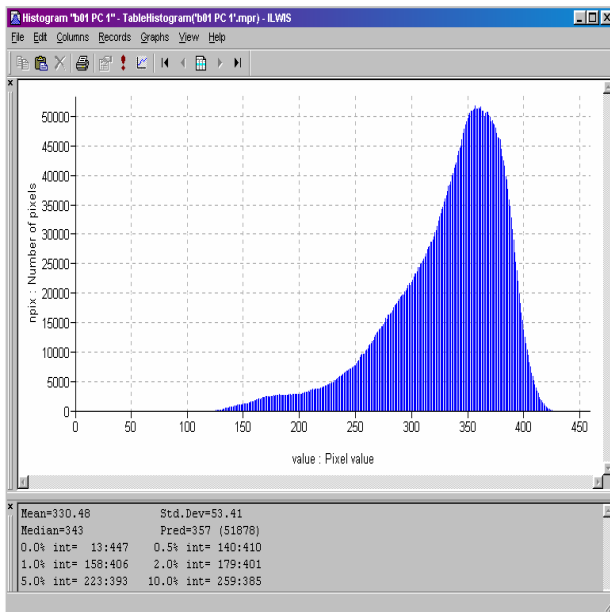 Histogram "b01 PC 1" - TableHistogram('b01 PC 1'.mpr) - ILWIS
File Edit Columns Records Graphs View Help
npix : Number of pixels
50000
45000
40000
35000
30000
25000
20000
15000
10000
5000
0
0 50 100 150 200 250 300 350 400 450
value : Pixel value
Mean=330.48 Std.Dev=53.41
Median=343 Pred=357 (51878)
0.0% int= 13:447 0.5% int= 140:410
1.0% int= 158:406 2.0% int= 179:401
5.0% int= 223:393 10.0% int= 259:385